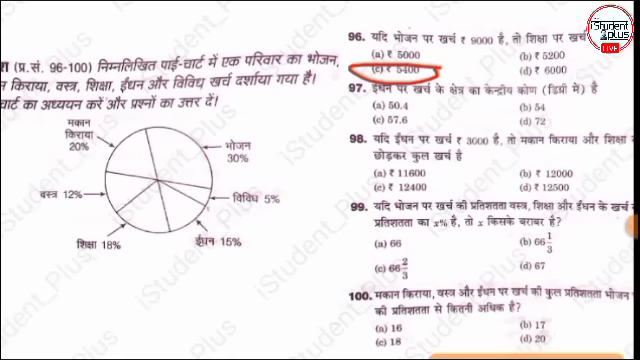 iStudent
plus
LIVE
श (प्र.सं. 96-100) निम्नलिखित पाई-चार्ट में एक परिवार का भोजन,
न किराया, वस्त्र, शिक्षा, ईंधन और विविध खर्च दर्शाया गया है।
चार्ट का अध्ययन करें और प्रश्नों का उत्तर दें।
मकान
किराया
20%
भोजन
30%
वस्त्र 12%
विविध 5%
शिक्षा 18%
ईंधन 15%
96. यदि भोजन पर खर्च ₹ 9000 है, तो शिक्षा पर खर्च
(a) ₹ 5000 (b) ₹ 5200
(c) ₹ 5400 (d) ₹ 6000
97. ईंधन पर खर्च के क्षेत्र का केन्द्रीय कोण (डिग्री में) है
(a) 50.4 (b) 54
(c) 57.6 (d) 72
98. यदि ईंधन पर खर्च ₹ 3000 है, तो मकान किराया और शिक्षा
छोड़कर कुल खर्च है
(a) ₹ 11600 (b) ₹ 12000
(c) ₹ 12400 (d) ₹ 12500
99. यदि भोजन पर खर्च की प्रतिशतता वस्त्र, शिक्षा और ईंधन के खर्च
प्रतिशतता का x% है, तो x किसके बराबर है?
(a) 66 (b) 66 1/3
(c) 66 2/3 (d) 67
100. मकान किराया, वस्त्र और ईंधन पर खर्च की कुल प्रतिशतता भोजन
की प्रतिशतता से कितनी अधिक है?
(a) 16 (b) 17
(c) 18 (d) 20